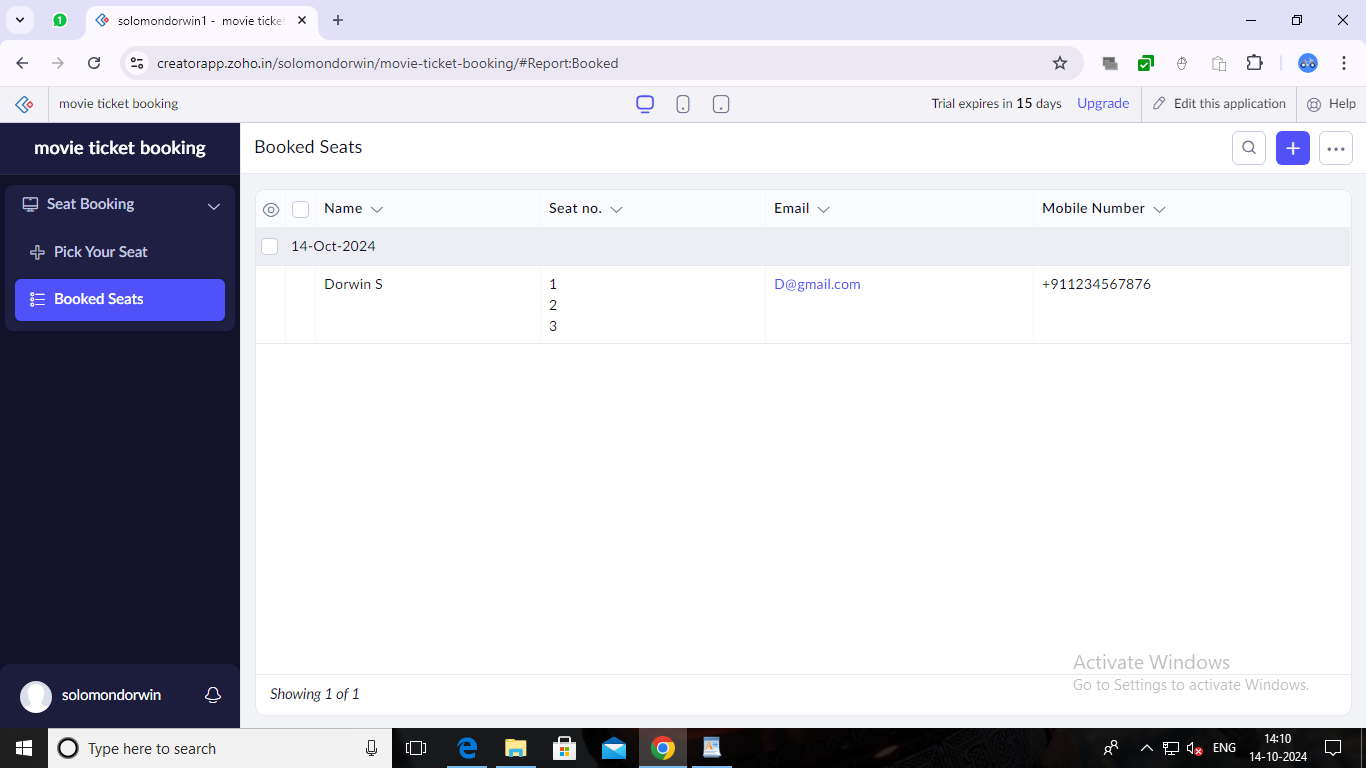 1
solomondorwin1 - movie ticke
creatorapp.zoho.in/solomondorwin/movie-ticket-booking/#Report:Booked
movie ticket booking
Trial expires in 15 days Upgrade Edit this application Help
movie ticket booking
Booked Seats
Seat Booking
Pick Your Seat
Booked Seats
Name Seat no. Email Mobile Number
14-Oct-2024
Dorwin S 1 D@gmail.com +911234567876
2
3
Showing 1 of 1
Activate Windows
Go to Settings to activate Windows.
solomondorwin
Type here to search
ENG
14:10
14-10-2024